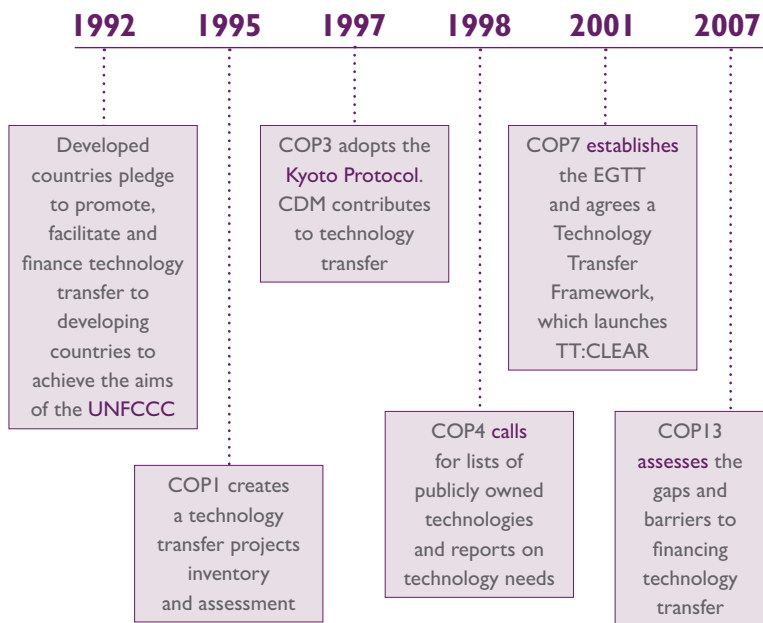 1992 1995 1997 1998 2001 2007
Developed
countries pledge
to promote,
facilitate and
finance technology
transfer to
developing
countries to
achieve the aims
of the UNFCCC
COP1 creates
a technology
transfer projects
inventory
and assessment
COP3 adopts the
Kyoto Protocol.
CDM contributes
to technology
transfer
COP4 calls
for lists of
publicly owned
technologies
and reports on
technology needs
COP7 establishes
the EGTT
and agrees a
Technology
Transfer
Framework,
which launches
TT:CLEAR
COP13
assesses the
gaps and
barriers to
financing
technology
transfer